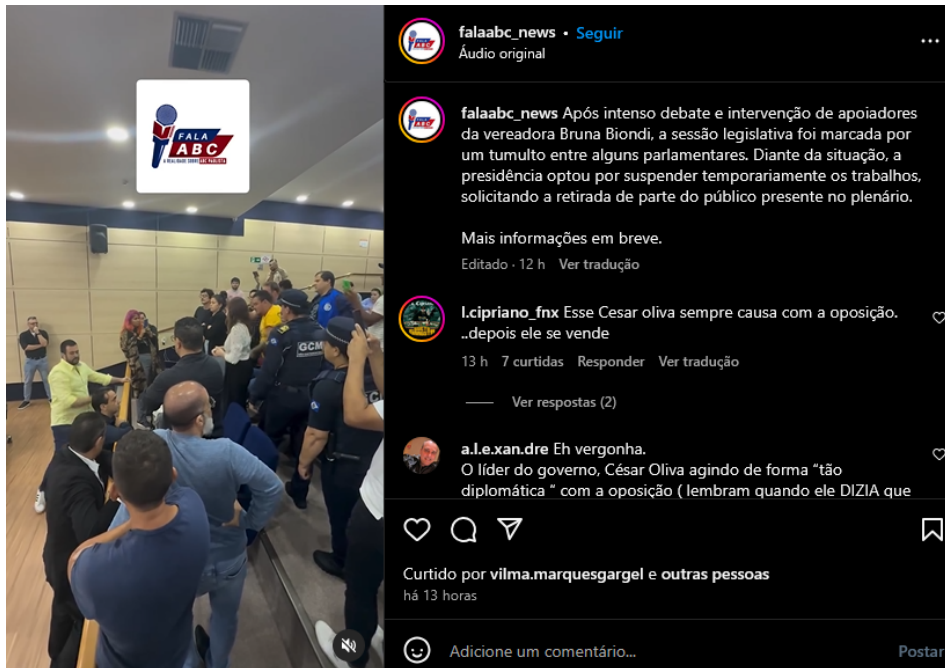 FALA
ABC
A REALIDADE SOBRE ABC PAULISTA
GCM
falaabc_news • Seguir
Áudio original
falaabc_news Após intenso debate e intervenção de apoiadores
da vereadora Bruna Biondi, a sessão legislativa foi marcada por
um tumulto entre alguns parlamentares. Diante da situação, a
presidência optou por suspender temporariamente os trabalhos,
solicitando a retirada de parte do público presente no plenário.
Mais informações em breve.
Editado · 12 h Ver tradução
l.cipriano_fnx Esse Cesar oliva sempre causa com a oposição.
..depois ele se vende
13 h 7 curtidas Responder Ver tradução
Ver respostas (2)
a.l.e.xan.dre Eh vergonha.
O líder do governo, César Oliva agindo de forma “tão
diplomática “ com a oposição ( lembram quando ele DIZIA que
Curtido por vilma.marquesgargel e outras pessoas
há 13 horas
Adicione um comentário...
Postar